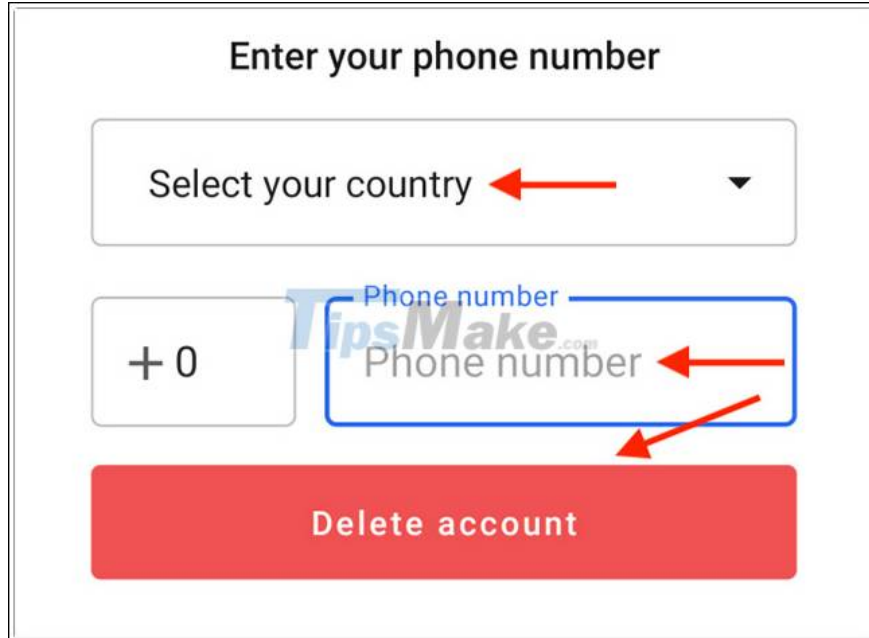 Enter your phone number
Select your country
Phone number
TipsMake.com
+ 0
Phone number
Delete account